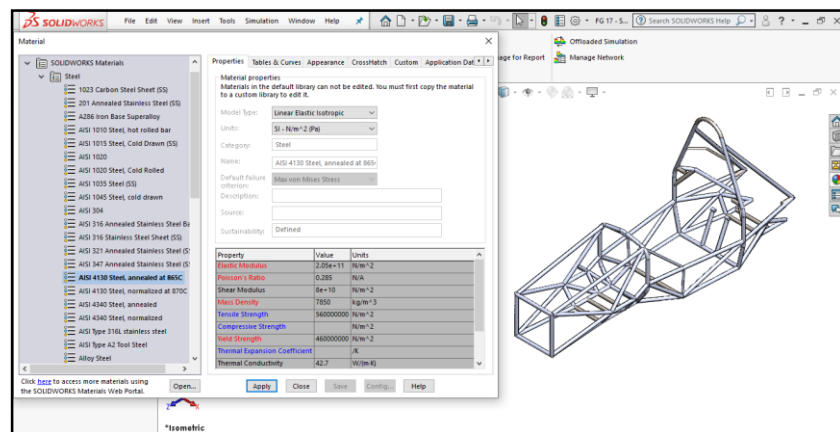 SOLIDWORKS File Edit View Insert Tools Simulation Window Help FG 17 - S... Search SOLIDWORKS Help
Offloaded Simulation
age for Report Manage Network
Material
SOLIDWORKS Materials
Steel
1023 Carbon Steel Sheet (SS)
201 Annealed Stainless Steel (SS)
A286 Iron Base Superalloy
AISI 1010 Steel, hot rolled bar
AISI 1015 Steel, Cold Drawn (SS)
AISI 1020
AISI 1020 Steel, Cold Rolled
AISI 1035 Steel (SS)
AISI 1045 Steel, cold drawn
AISI 304
AISI 316 Annealed Stainless Steel Ba
AISI 316 Stainless Steel Sheet (SS)
AISI 321 Annealed Stainless Steel (S
AISI 347 Annealed Stainless Steel (S
AISI 4130 Steel, annealed at 865C
AISI 4130 Steel, normalized at 870C
AISI 4340 Steel, annealed
AISI 4340 Steel, normalized
AISI Type 316L stainless steel
AISI Type A2 Tool Steel
Alloy Steel
Click here to access more materials using
the SOLIDWORKS Materials Web Portal.
Open...
Properties Tables & Curves Appearance CrossHatch Custom Application Dat
Material properties
Materials in the default library can not be edited. You must first copy the material
to a custom library to edit it.
Model Type: Linear Elastic Isotropic
Units: SI - N/m^2 (Pa)
Category: Steel
Name: AISI 4130 Steel, annealed at 865
Default failure
criterion: Max von Mises Stress
Description:
Source:
Sustainability: Defined
Property Value Units
Elastic Modulus 2.05e+11 N/m^2
Poisson's Ratio 0.285 N/A
Shear Modulus 8e+10 N/m^2
Mass Density 7850 kg/m^3
Tensile Strength 560000000 N/m^2
Compressive Strength N/m^2
Yield Strength 460000000 N/m^2
Thermal Expansion Coefficient /K
Thermal Conductivity 42.7 W/(m·K)
Apply Close Save Config... Help
*Isometric